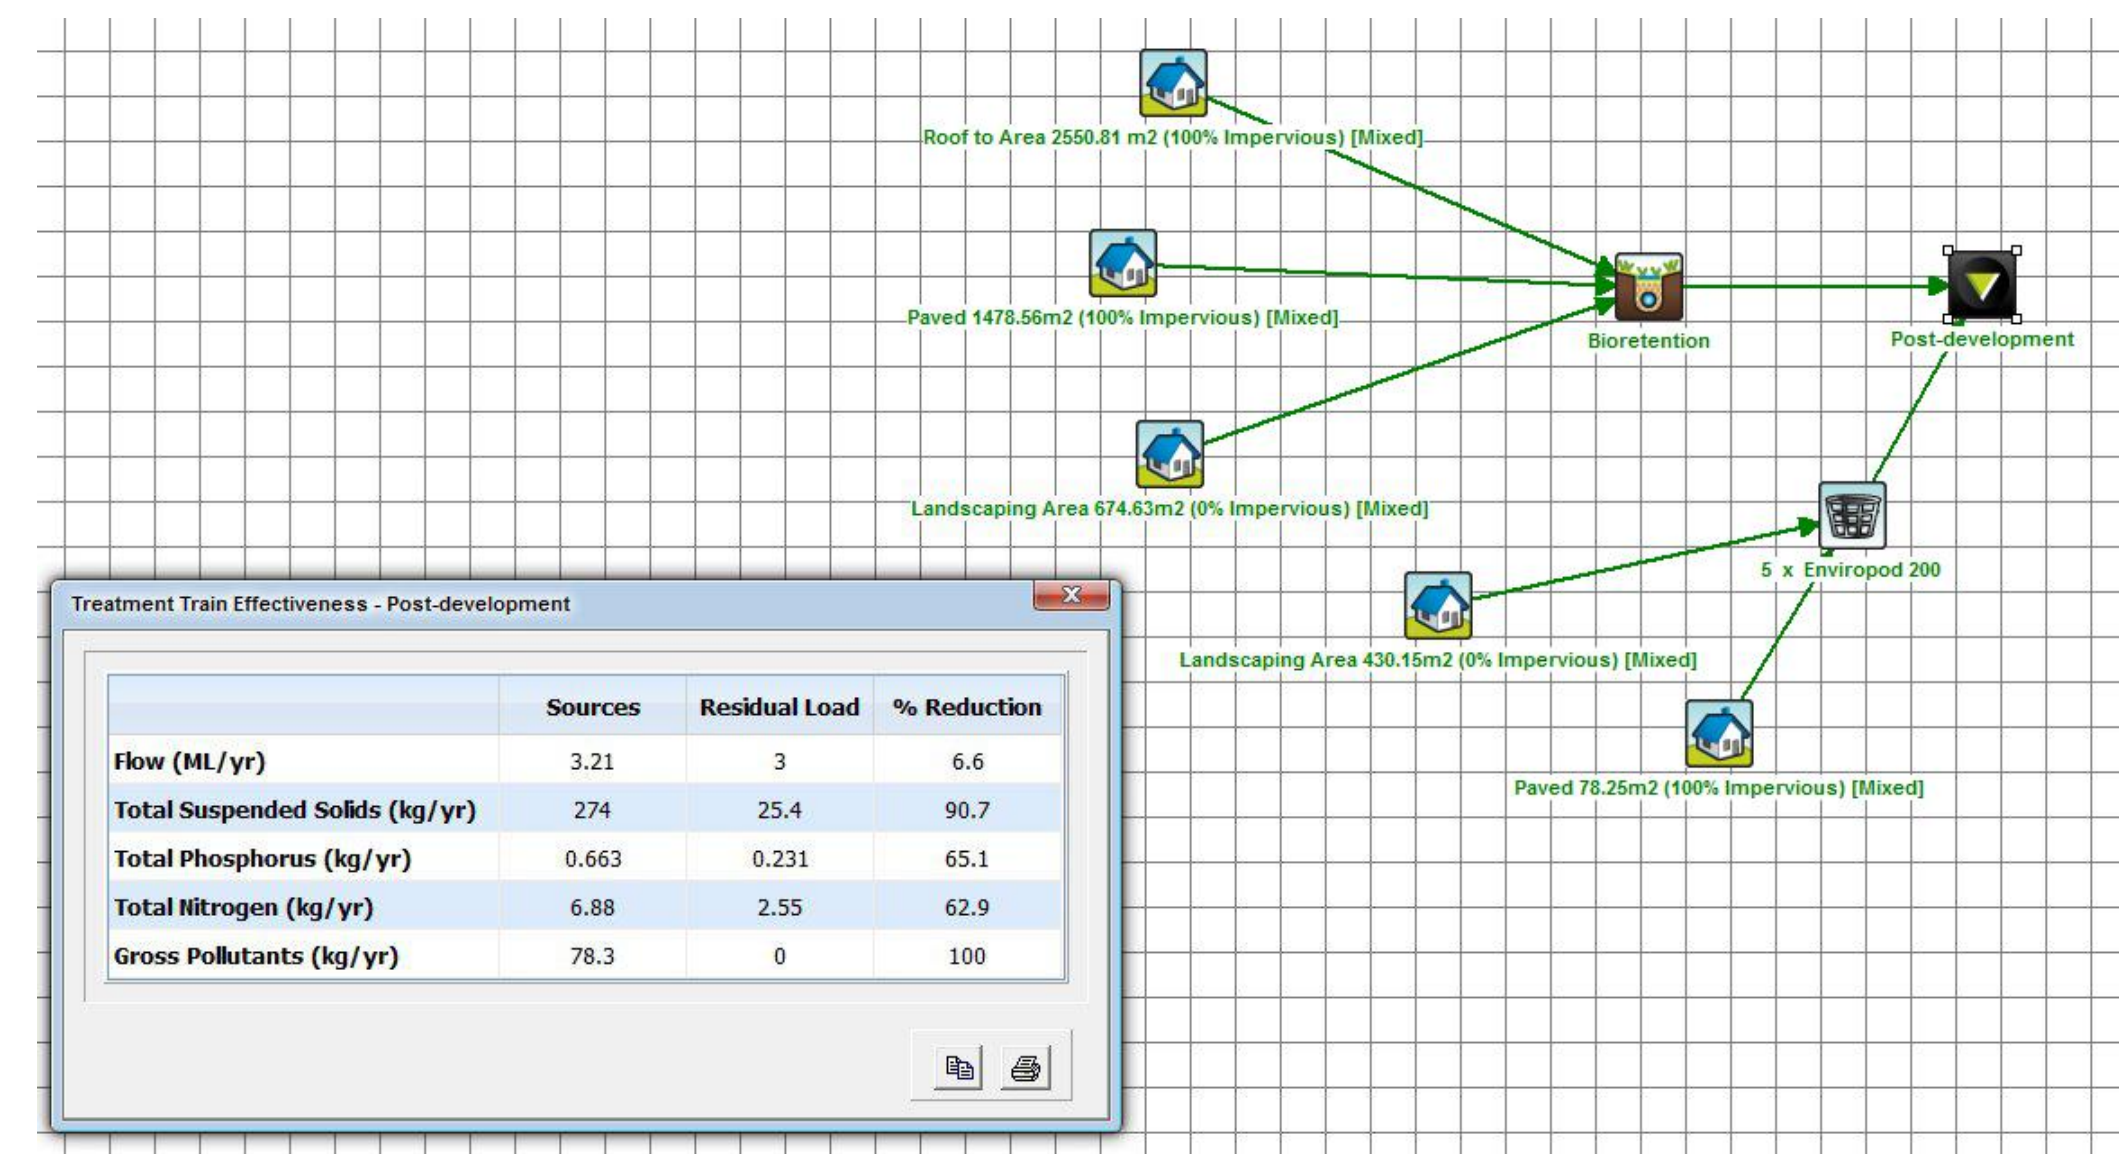 Roof to Area 2550.81 m2 (100% Impervious) [Mixed]
Paved 1478.56m2 (100% Impervious) [Mixed]
Bioretention
Post-development
Landscaping Area 674.63m2 (0% Impervious) [Mixed]
5 x Enviropod 200
Landscaping Area 430.15m2 (0% Impervious) [Mixed]
Paved 78.25m2 (100% Impervious) [Mixed]
Treatment Train Effectiveness - Post-development
Sources Residual Load % Reduction
Flow (ML/yr) 3.21 3 6.6
Total Suspended Solids (kg/yr) 274 25.4 90.7
Total Phosphorus (kg/yr) 0.663 0.231 65.1
Total Nitrogen (kg/yr) 6.88 2.55 62.9
Gross Pollutants (kg/yr) 78.3 0 100